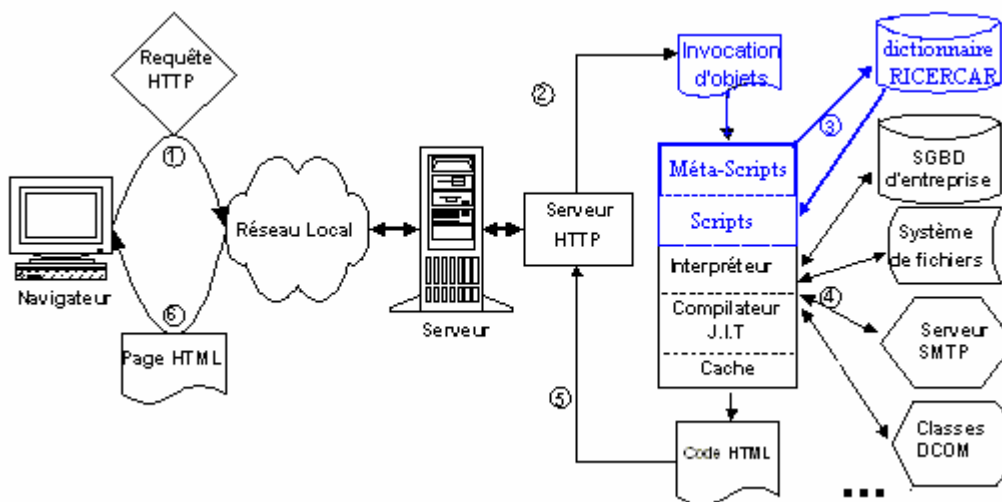 Requête
HTTP
①
Navigateur
⑥
Page HTML
Réseau Local
Serveur
Serveur
HTTP
②
Invocation
d'objets
dictionnaire
RICERCAR
③
Méta-Scripts
Scripts
Interpréteur
Compilateur
J.I.T
Cache
SGBD
d'entreprise
Système
de fichiers
④
Serveur
SMTP
Classes
DCOM
⑤
Code HTML
...